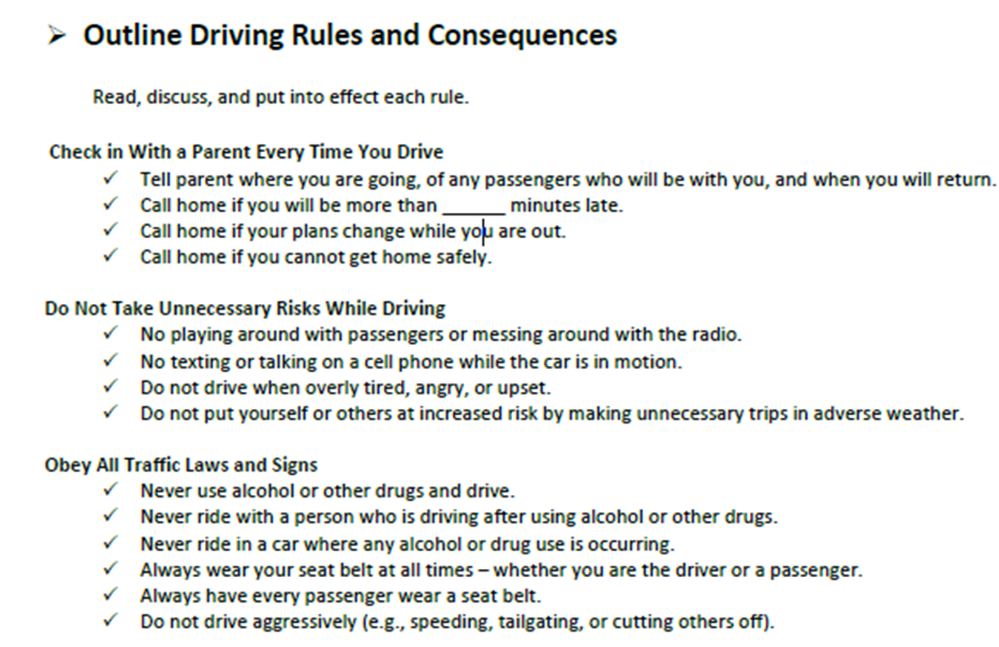 ➢ Outline Driving Rules and Consequences
Read, discuss, and put into effect each rule.
Check in With a Parent Every Time You Drive
✓ Tell parent where you are going, of any passengers who will be with you, and when you will return.
✓ Call home if you will be more than ______ minutes late.
✓ Call home if your plans change while you are out.
✓ Call home if you cannot get home safely.
Do Not Take Unnecessary Risks While Driving
✓ No playing around with passengers or messing around with the radio.
✓ No texting or talking on a cell phone while the car is in motion.
✓ Do not drive when overly tired, angry, or upset.
✓ Do not put yourself or others at increased risk by making unnecessary trips in adverse weather.
Obey All Traffic Laws and Signs
✓ Never use alcohol or other drugs and drive.
✓ Never ride with a person who is driving after using alcohol or other drugs.
✓ Never ride in a car where any alcohol or drug use is occurring.
✓ Always wear your seat belt at all times – whether you are the driver or a passenger.
✓ Always have every passenger wear a seat belt.
✓ Do not drive aggressively (e.g., speeding, tailgating, or cutting others off).